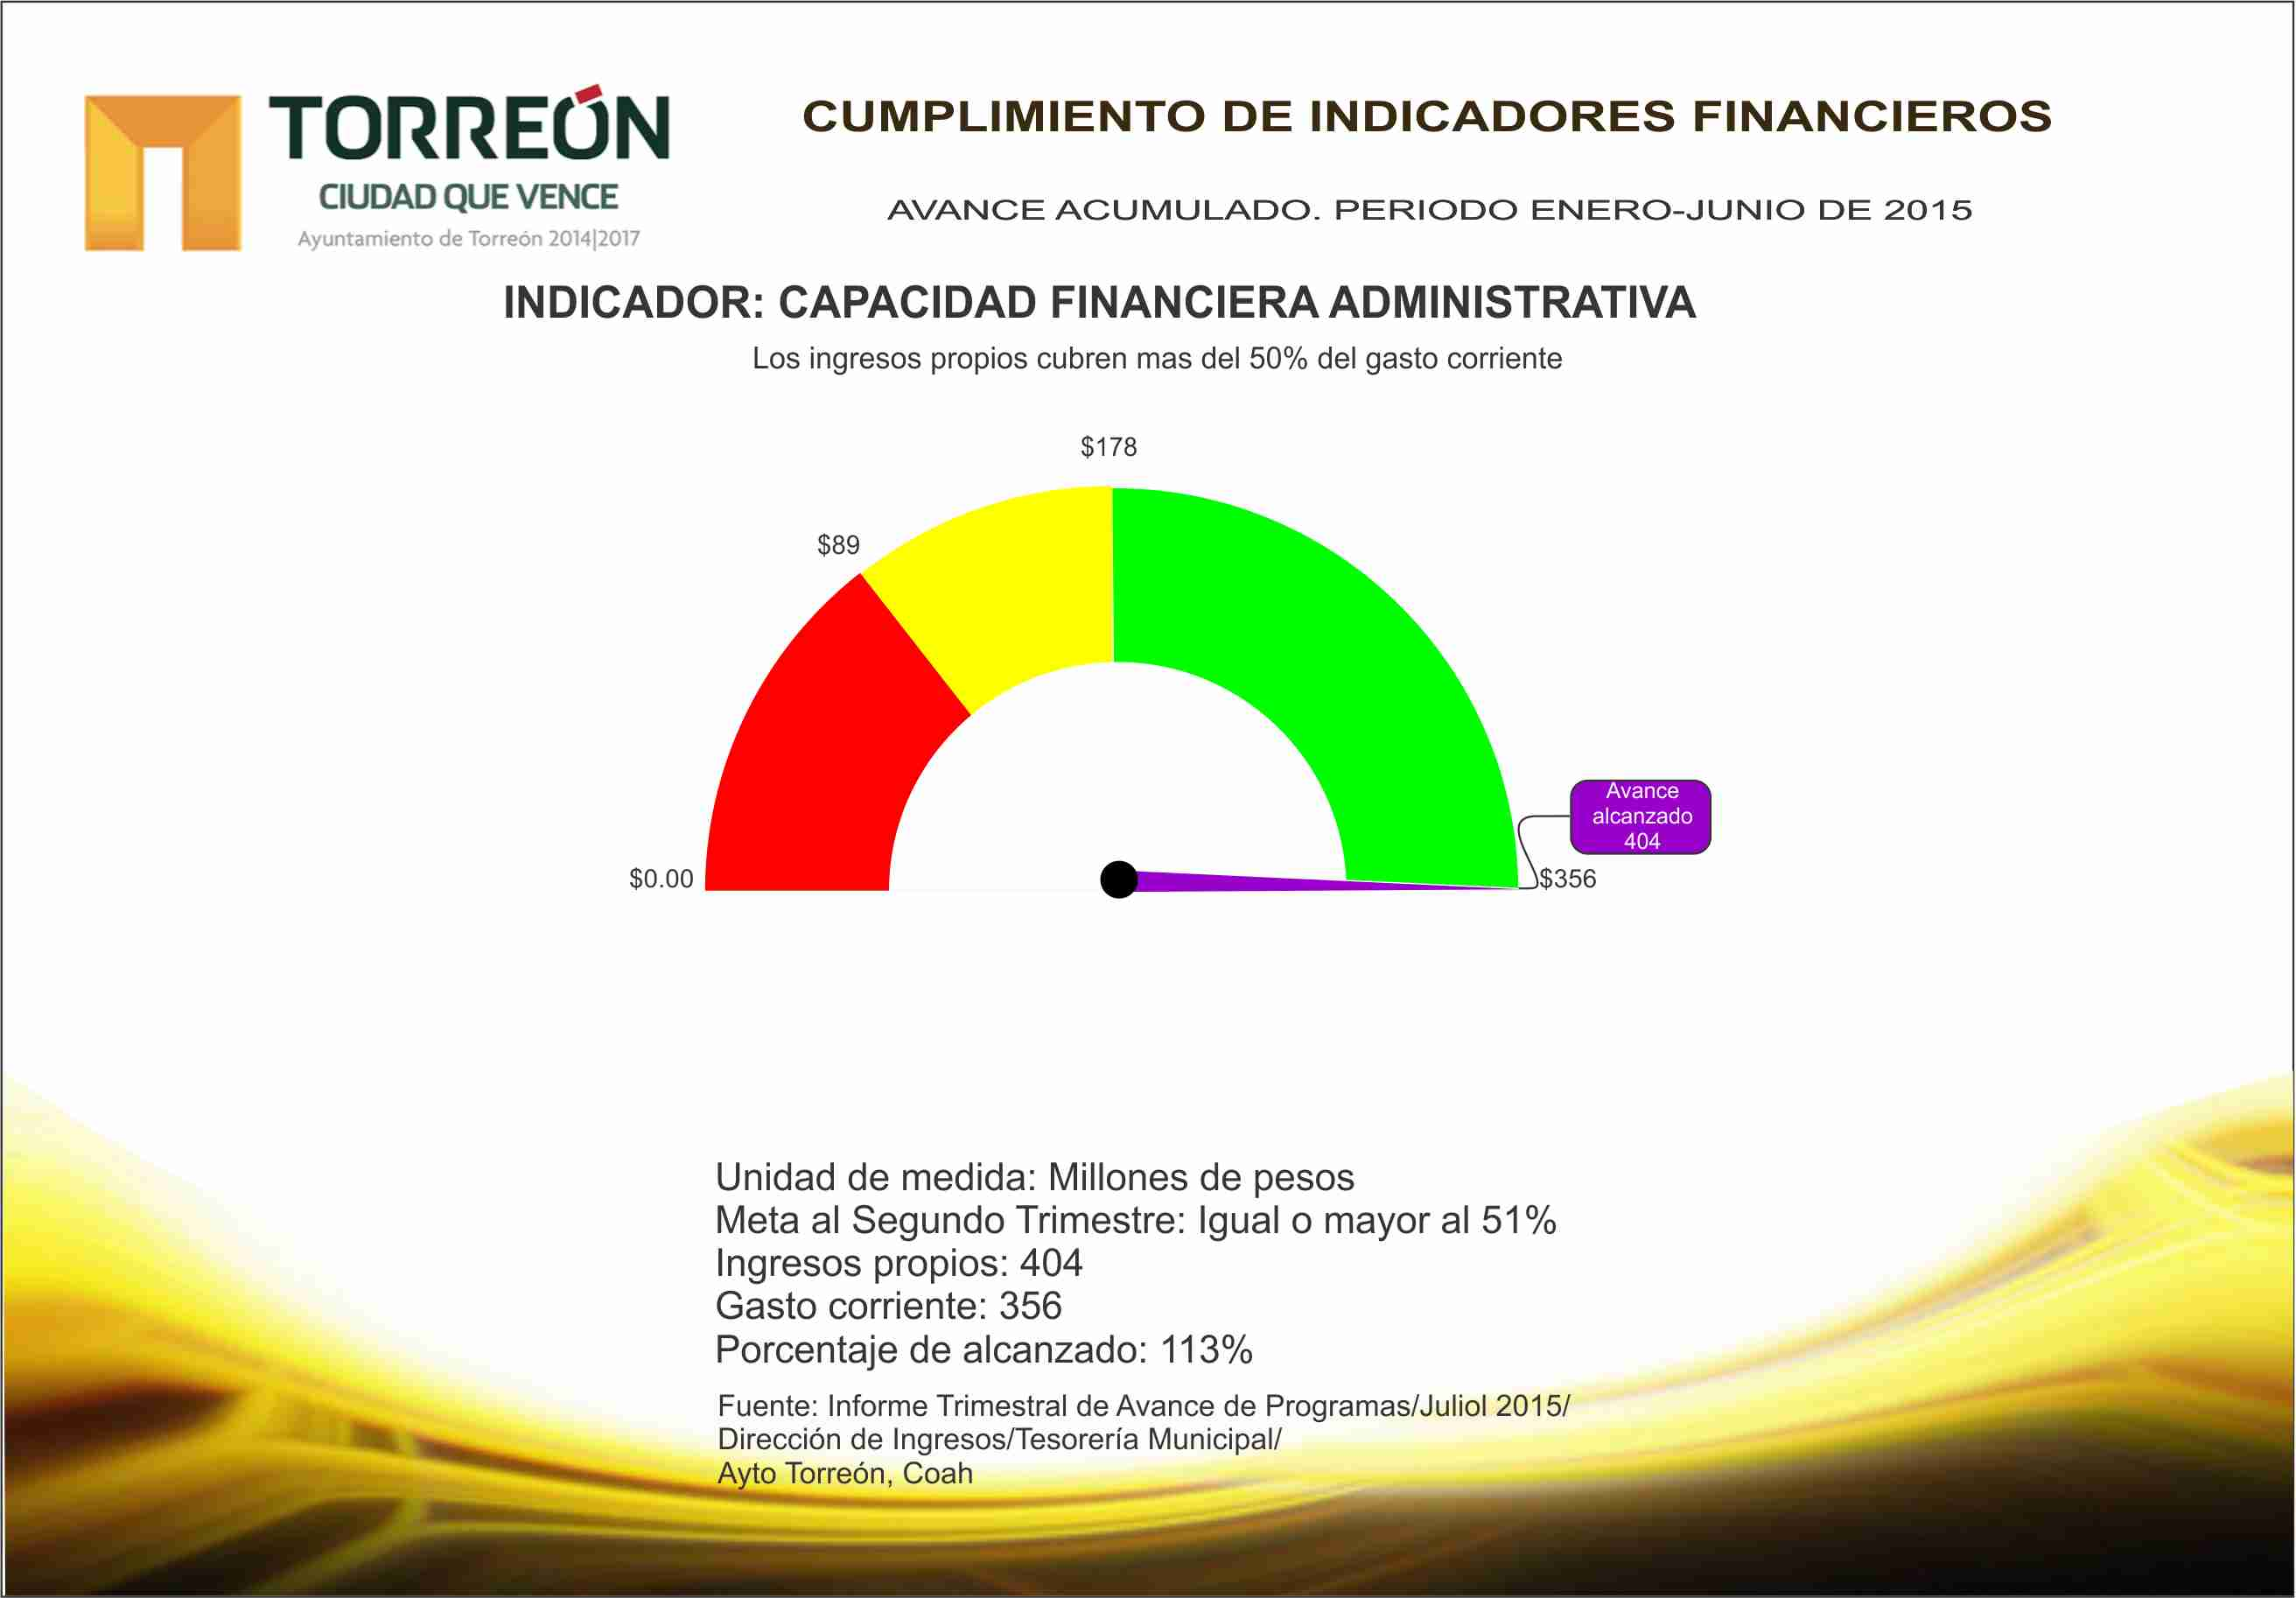 TORREÓN
CIUDAD QUE VENCE
Ayuntamiento de Torreón 2014|2017
CUMPLIMIENTO DE INDICADORES FINANCIEROS
AVANCE ACUMULADO. PERIODO ENERO-JUNIO DE 2015
INDICADOR: CAPACIDAD FINANCIERA ADMINISTRATIVA
Los ingresos propios cubren mas del 50% del gasto corriente
$178
$89
Avance
alcanzado
404
$0.00
$356
Unidad de medida: Millones de pesos
Meta al Segundo Trimestre: Igual o mayor al 51%
Ingresos propios: 404
Gasto corriente: 356
Porcentaje de alcanzado: 113%
Fuente: Informe Trimestral de Avance de Programas/Juliol 2015/
Dirección de Ingresos/Tesorería Municipal/
Ayto Torreón, Coah